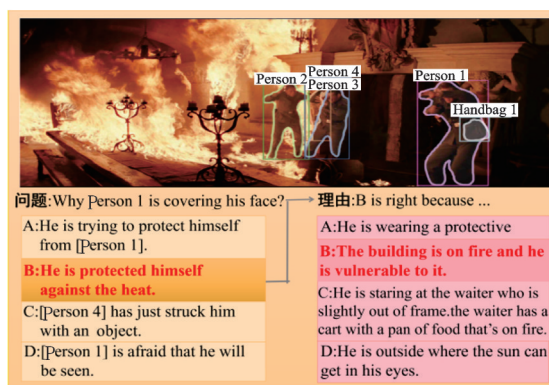 Person 2
Person 4
Person 3
Person 1
Handbag 1
问题:Why Person 1 is covering his face?
A:He is trying to protect himself
from [Person 1].
B:He is protected himself
against the heat.
C:[Person 4] has just struck him
with an object.
D:[Person 1] is afraid that he will
be seen.
理由:B is right because ...
A:He is wearing a protective
B:The building is on fire and he
is vulnerable to it.
C:He is staring at the waiter who is
slightly out of frame.the waiter has a
cart with a pan of food that's on fire.
D:He is outside where the sun can
get in his eyes.